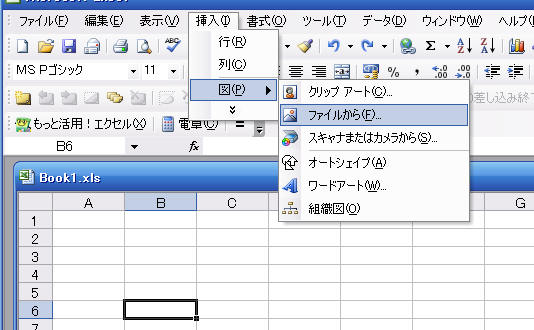 ファイル(F) 編集(E) 表示(V) 挿入(I) 書式(O) ツール(T) データ(D) ウィンドウ(W) ヘルプ(
行(R)
MS Pゴシック 11 列(C) % , .0 .00
図(P) クリップ アート(C)... の差し込み終了
ファイルから(F)...
もっと活用！エクセル(X) 電卓(C) = スキャナまたはカメラから(S)...
B6 fx オートシェイプ(A)
Book1.xls ワードアート(W)...
A B C 組織図(O) G
1
2
3
4
5
6
7